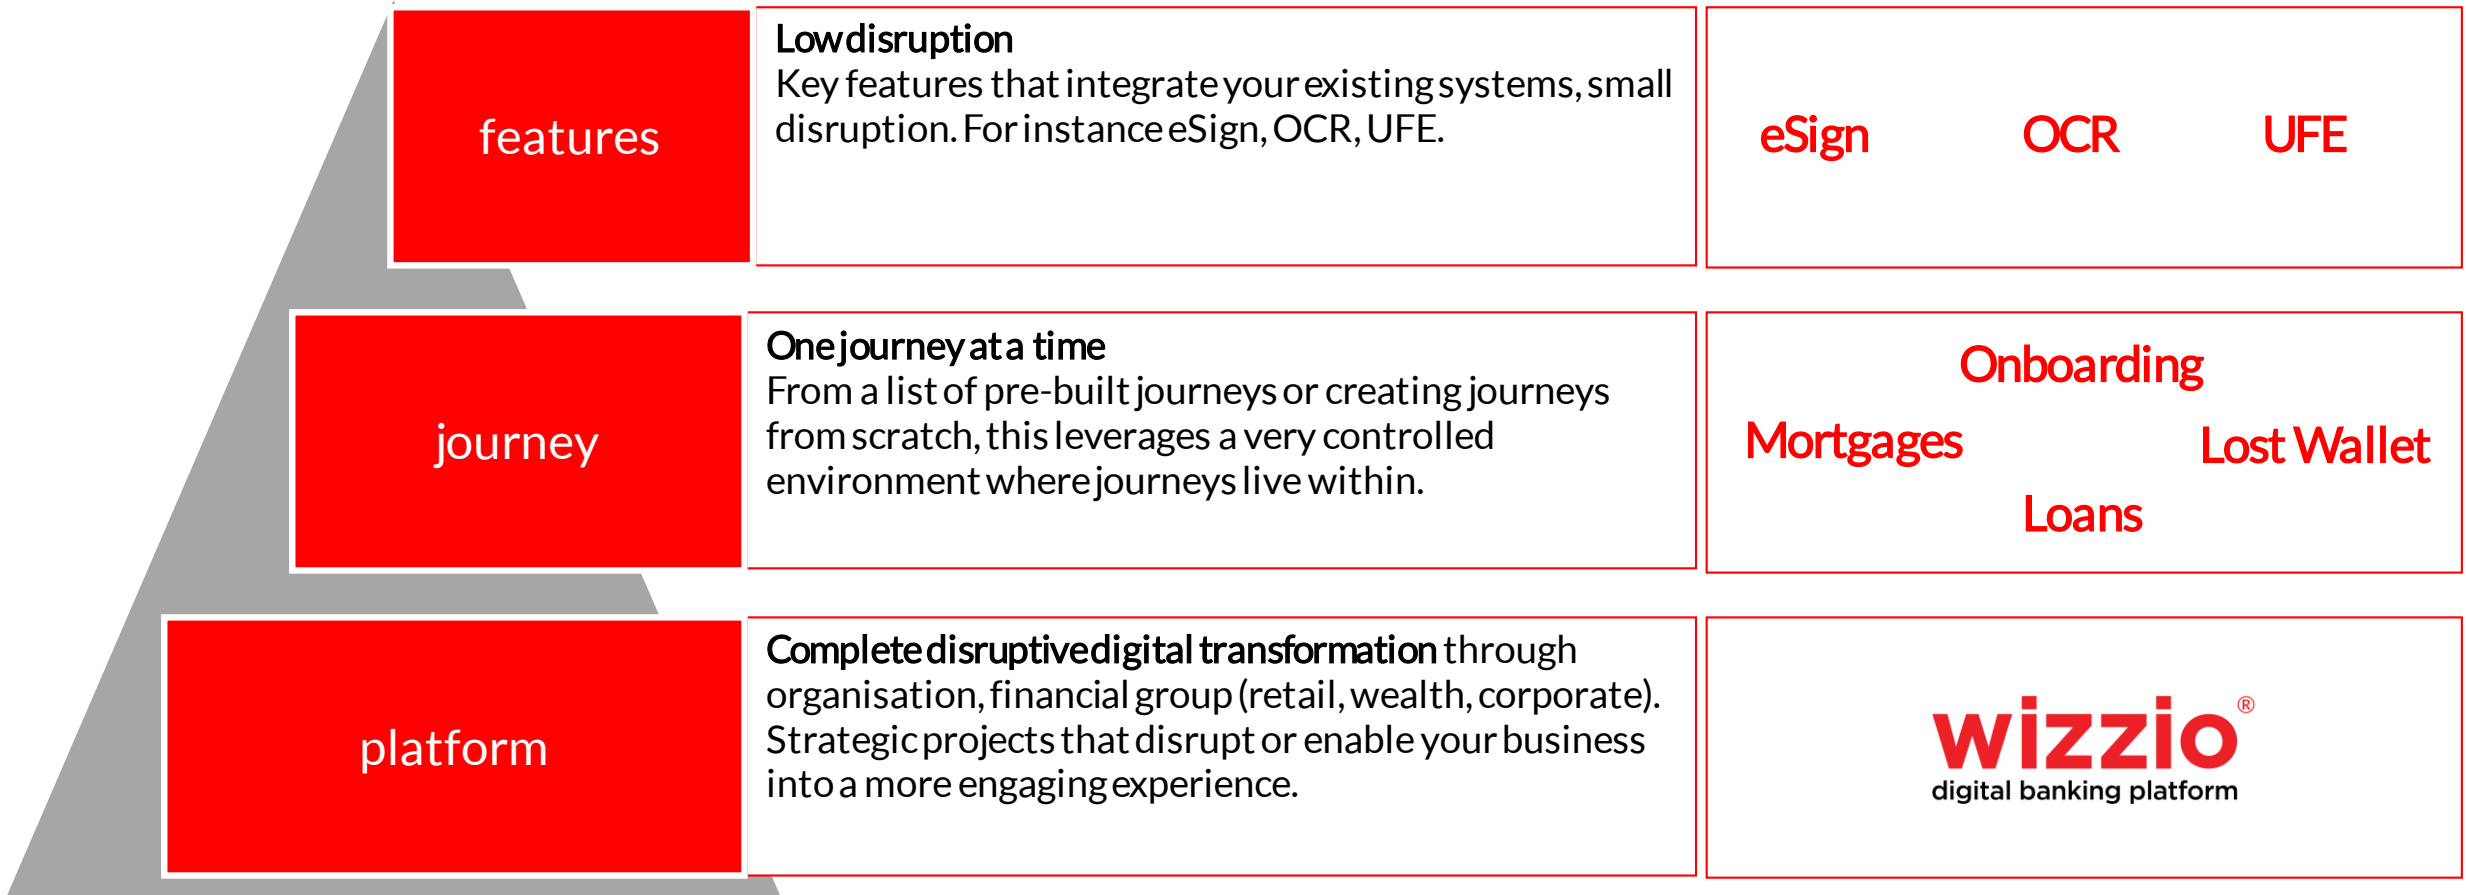 features
Low disruption
Key features that integrate your existing systems, small
disruption. For instance eSign, OCR, UFE.
eSign OCR UFE
journey
One journey at a time
From a list of pre-built journeys or creating journeys
from scratch, this leverages a very controlled
environment where journeys live within.
Onboarding
Mortgages Lost Wallet
Loans
platform
Complete disruptive digital transformation through
organisation, financial group (retail, wealth, corporate).
Strategic projects that disrupt or enable your business
into a more engaging experience.
wizzio®
digital banking platform